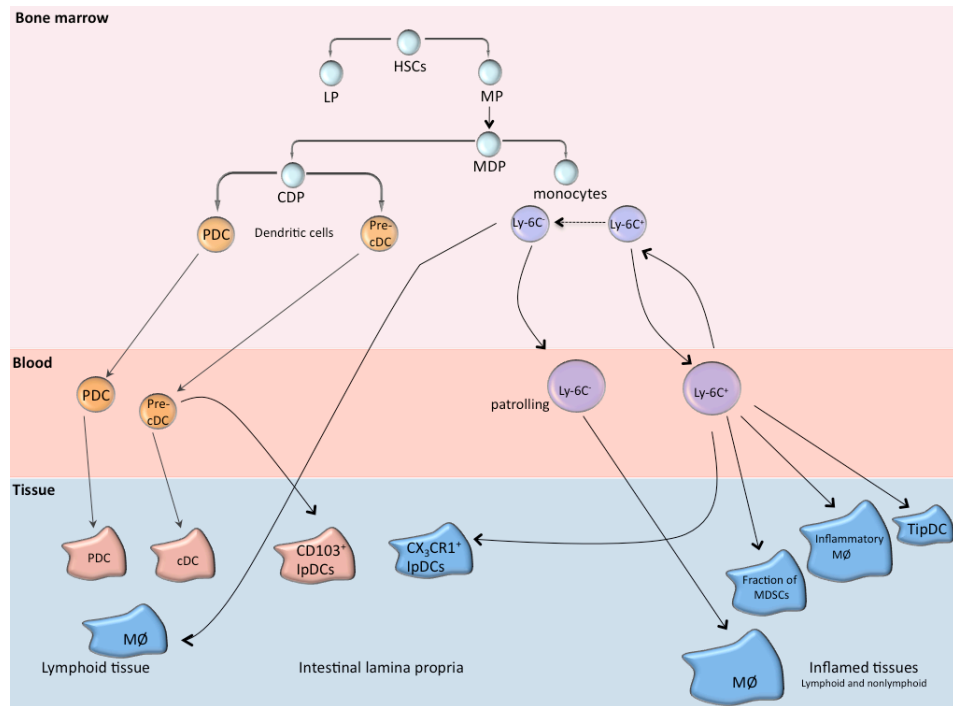 Bone marrow
HSCs
LP
MP
MDP
CDP
monocytes
PDC
Dendritic cells
Pre-
cDC
Ly-6C⁻
Ly-6C⁺
Blood
PDC
Pre-
cDC
patrolling
Ly-6C⁻
Ly-6C⁺
Tissue
PDC
cDC
CD103⁺
lpDCs
CX₃CR1⁺
lpDCs
Fraction of
MDSCs
Inflammatory
MØ
TipDC
MØ
MØ
Lymphoid tissue
Intestinal lamina propria
Inflamed tissues
Lymphoid and nonlymphoid